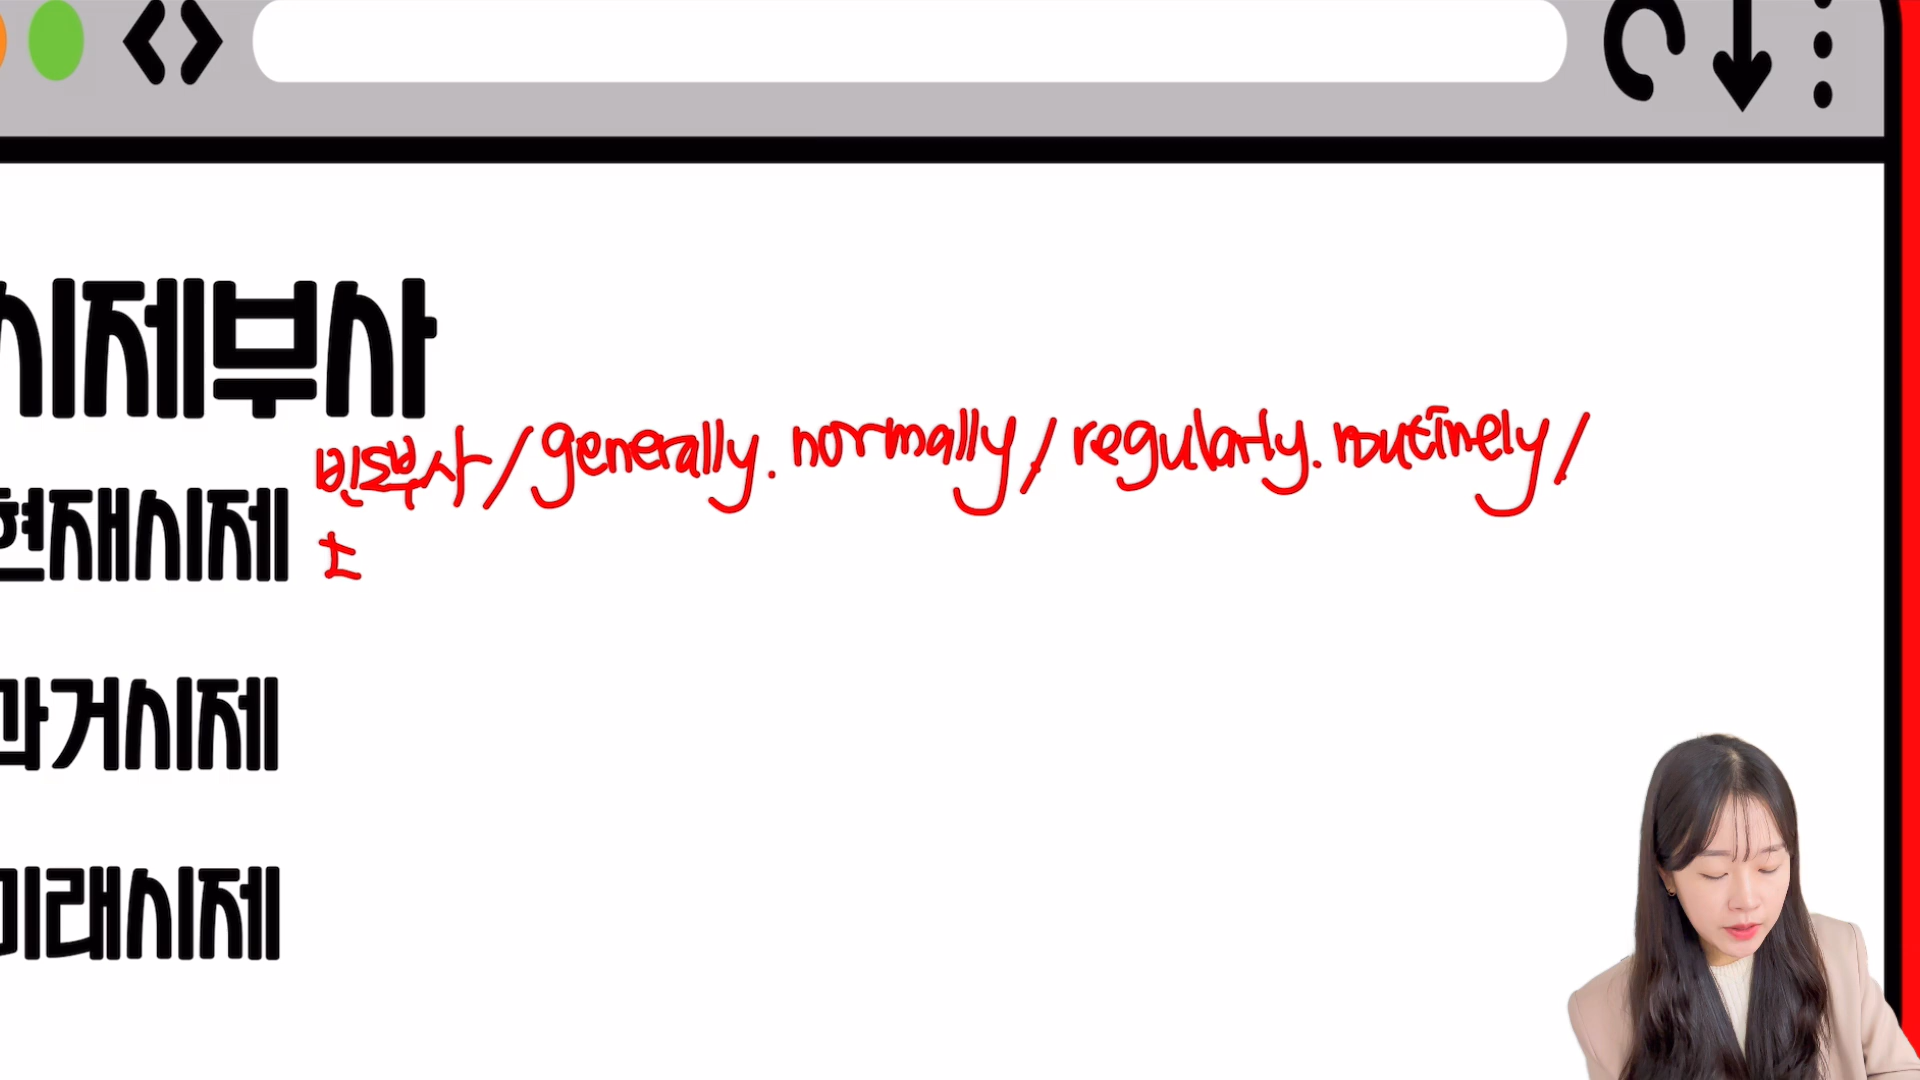 시제부사
빈도부사 / generally. normally / regularly. routinely /
현재시제
과거시제
미래시제